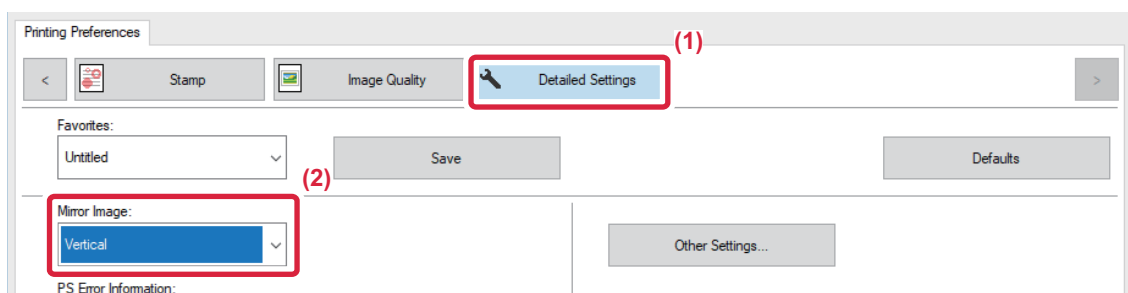 Printing Preferences
(1)
<
Stamp
Image Quality
Detailed Settings
>
Favorites:
Untitled
Save
Defaults
(2)
Mirror Image:
Vertical
Other Settings...
PS Error Information: